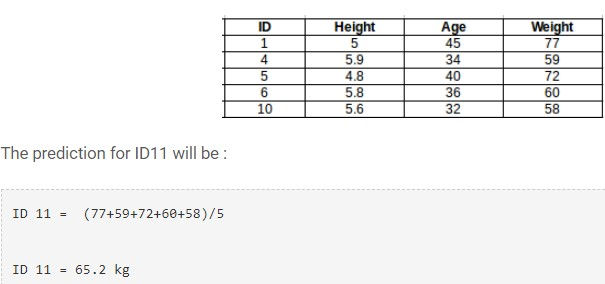 ID Height Age Weight
1 5 45 77
4 5.9 34 59
5 4.8 40 72
6 5.8 36 60
10 5.6 32 58
The prediction for ID11 will be :
ID 11 = (77+59+72+60+58)/5
ID 11 = 65.2 kg